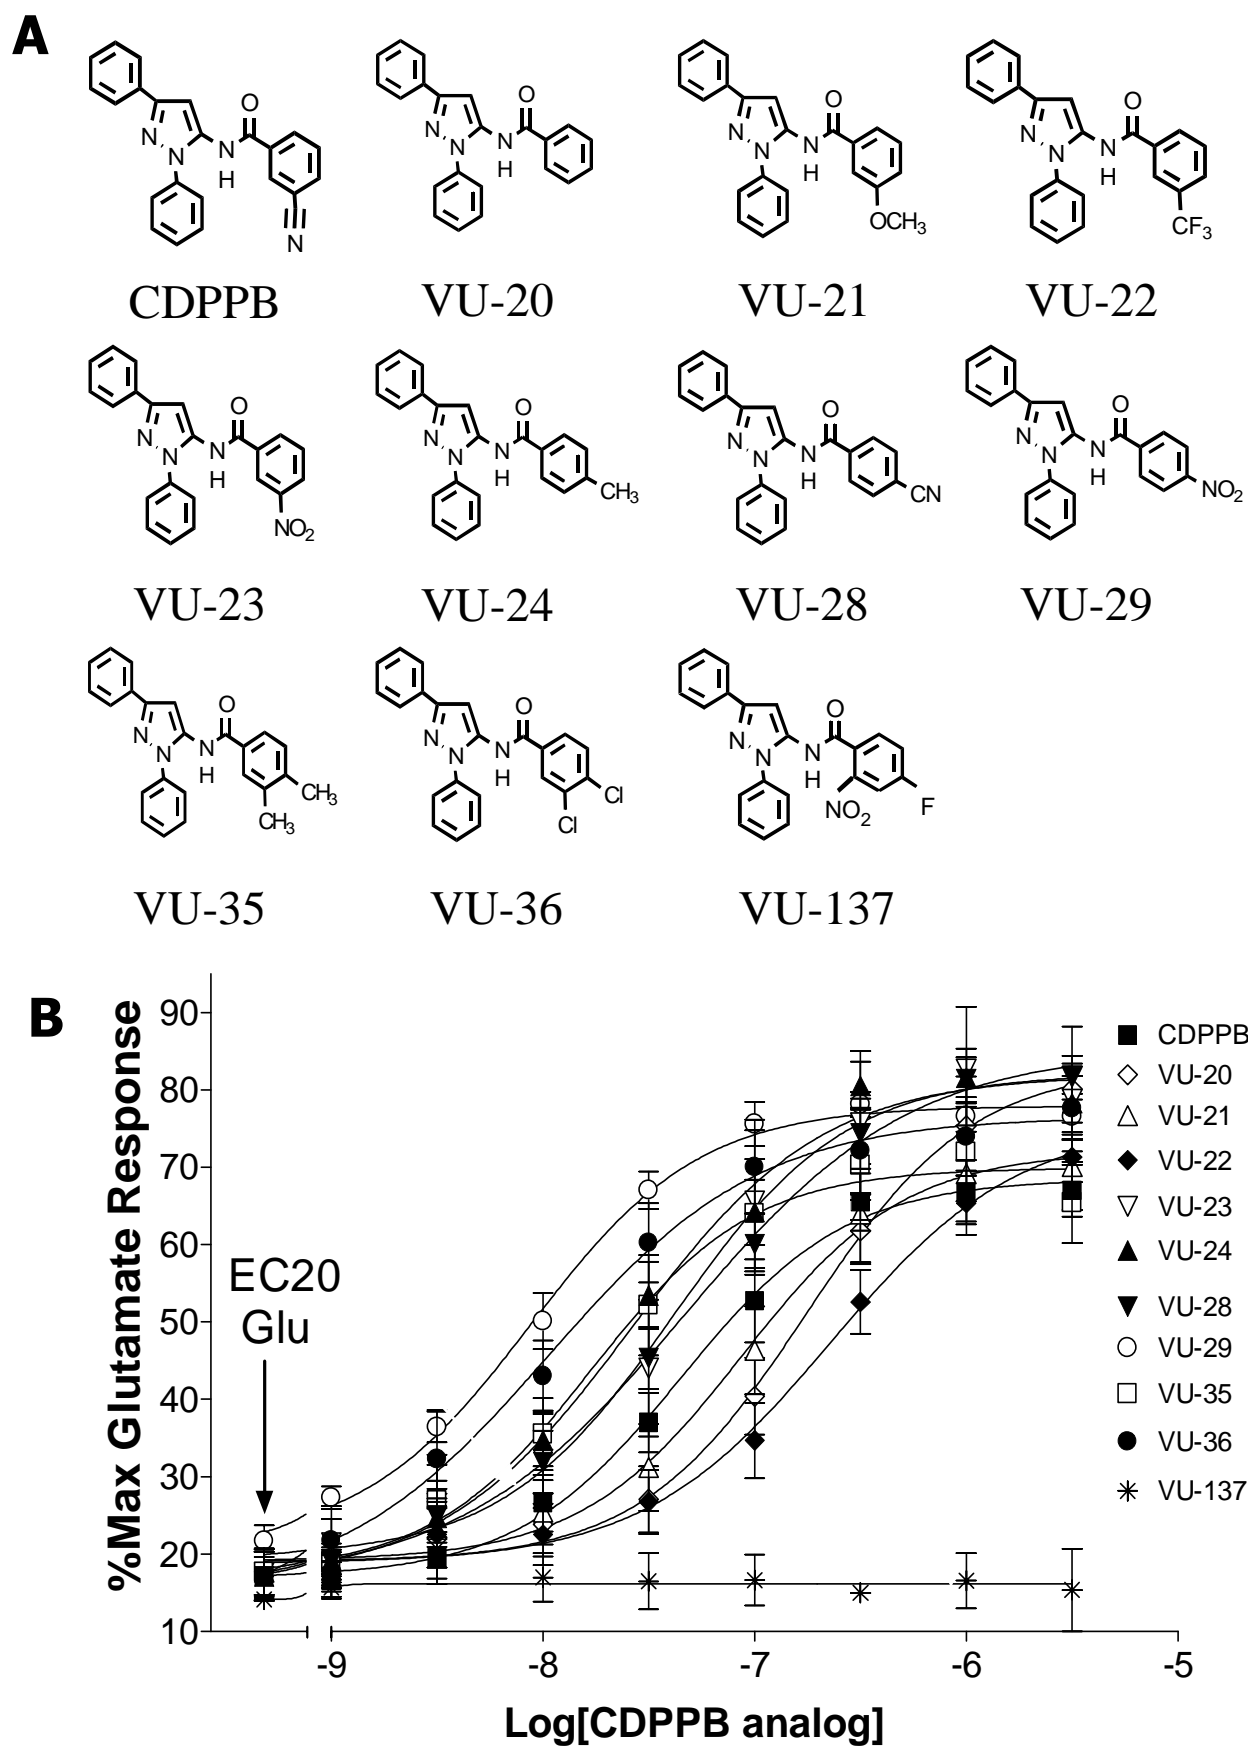 A
N
N
N
H
O
N
CDPPB
N
N
N
H
O
VU-20
N
N
N
H
O
OCH3
VU-21
N
N
N
H
O
CF3
VU-22
N
N
N
H
O
NO2
VU-23
N
N
N
H
O
CH3
VU-24
N
N
N
H
O
CN
VU-28
N
N
N
H
O
NO2
VU-29
N
N
N
H
O
CH3
CH3
VU-35
N
N
N
H
O
Cl
Cl
VU-36
N
N
N
H
O
NO2
F
VU-137
B
%Max Glutamate Response
90
80
70
60
50
40
30
20
10
EC20
Glu
-9
-8
-7
-6
-5
Log[CDPPB analog]
CDPPB
VU-20
VU-21
VU-22
VU-23
VU-24
VU-28
VU-29
VU-35
VU-36
VU-137